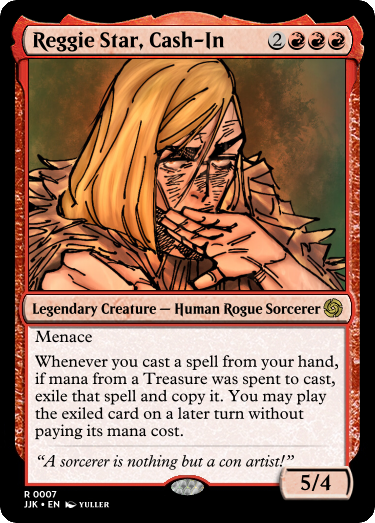 Reggie Star, Cash-In 2
Legendary Creature — Human Rogue Sorcerer
Menace
Whenever you cast a spell from your hand,
if mana from a Treasure was spent to cast,
exile that spell and copy it. You may play
the exiled card on a later turn without
paying its mana cost.
“A sorcerer is nothing but a con artist!”
5/4
R 0007
JJK • EN YULLER